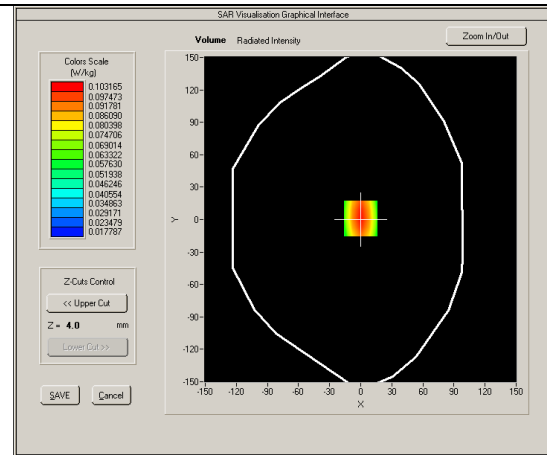 SAR Visualisation Graphical Interface
Volume Radiated Intensity
Zoom In/Out
Colors Scale
(W/kg)
0.103165
0.097473
0.091781
0.086090
0.080398
0.074706
0.069014
0.063322
0.057630
0.051938
0.046246
0.040554
0.034863
0.029171
0.023479
0.017787
Z-Cuts Control
<< Upper Cut
Z = 4.0 mm
Lower Cut >>
SAVE
Cancel
150
120
90
60
30
0
-30
-60
-90
-120
-150
Y
-150 -120 -90 -60 -30 0 30 60 90 120 150
X